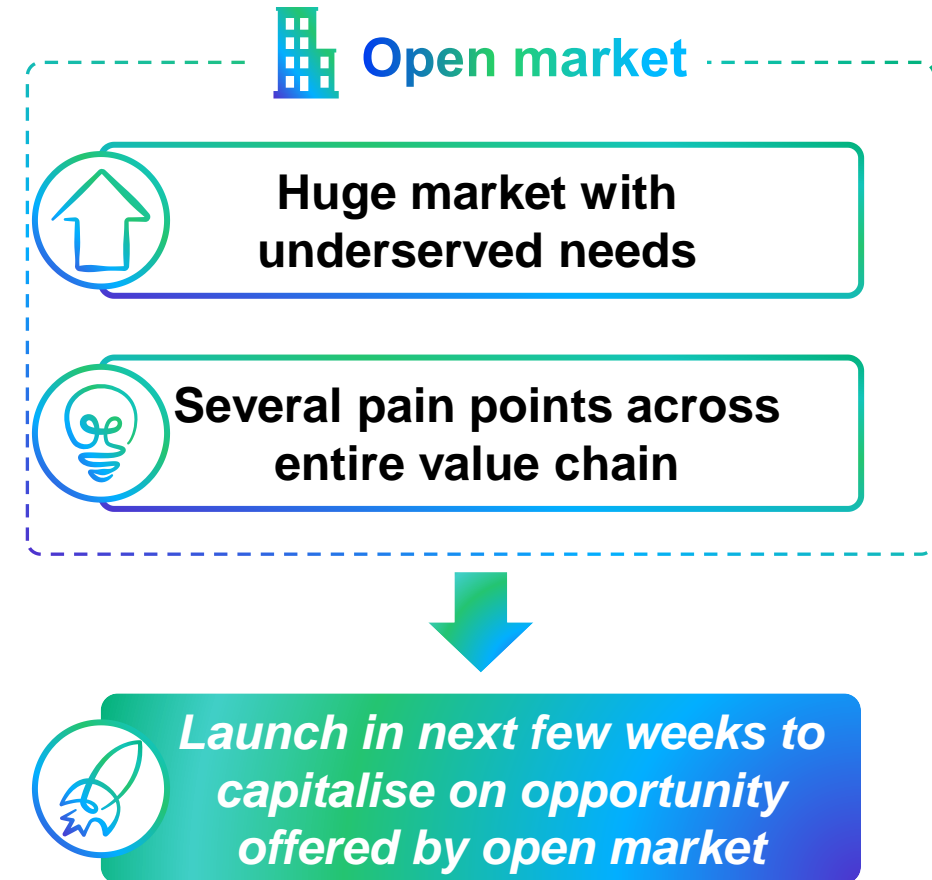 Open market
Huge market with
underserved needs
Several pain points across
entire value chain
Launch in next few weeks to
capitalise on opportunity
offered by open market